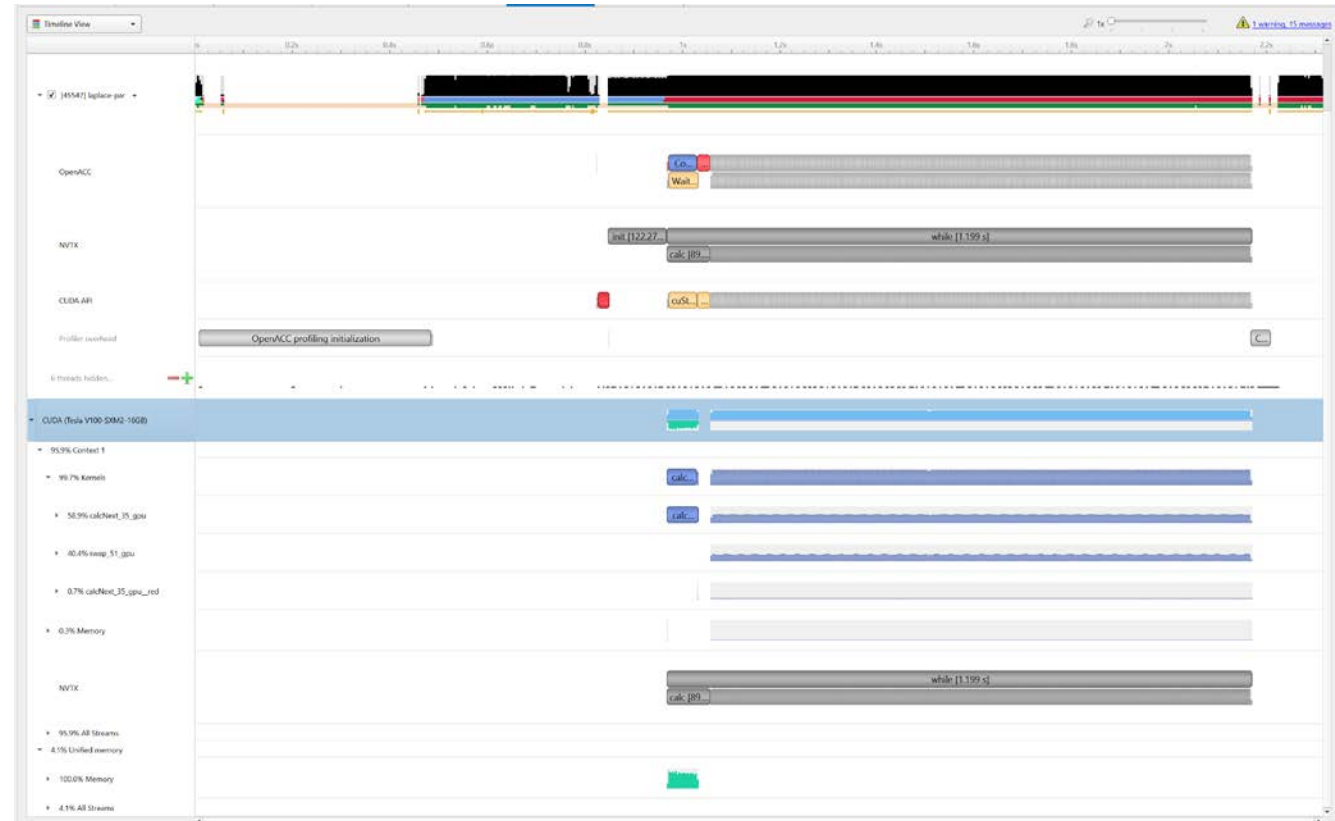 Timeline View
1x
1 warning, 15 messages
0s 0.2s 0.4s 0.6s 0.8s 1s 1.2s 1.4s 1.6s 1.8s 2s 2.2s
[45547] laplace-par
OpenACC
Co...
...
Wait...
NVTX
init [122.27...
while [1.199 s]
calc [89...
CUDA API
...
cuSt...
...
Profiler overhead
OpenACC profiling initialization
C...
6 threads hidden...
CUDA (Tesla V100-SXM2-16GB)
95.9% Context 1
99.7% Kernels
calc...
58.9% calcNext_35_gpu
calc...
40.4% swap_51_gpu
0.7% calcNext_35_gpu__red
0.3% Memory
NVTX
while [1.199 s]
calc [89...
95.9% All Streams
4.1% Unified memory
100.0% Memory
4.1% All Streams